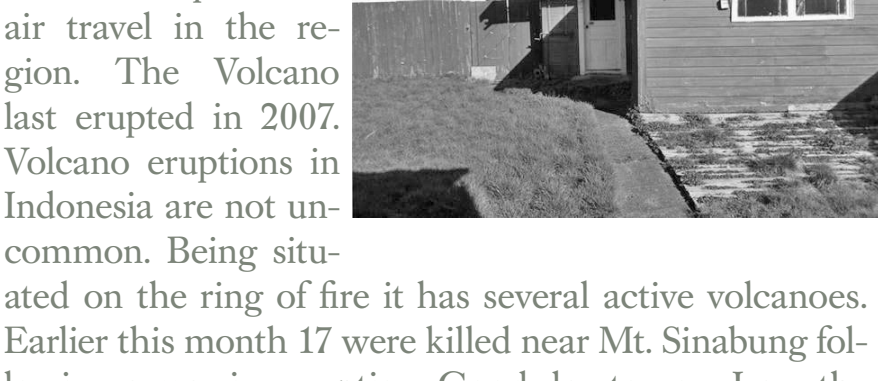 air travel in the re-
gion. The Volcano
last erupted in 2007.
Volcano eruptions in
Indonesia are not un-
common. Being situ-
ated on the ring of fire it has several active volcanoes.
Earlier this month 17 were killed near Mt. Sinabung fol-